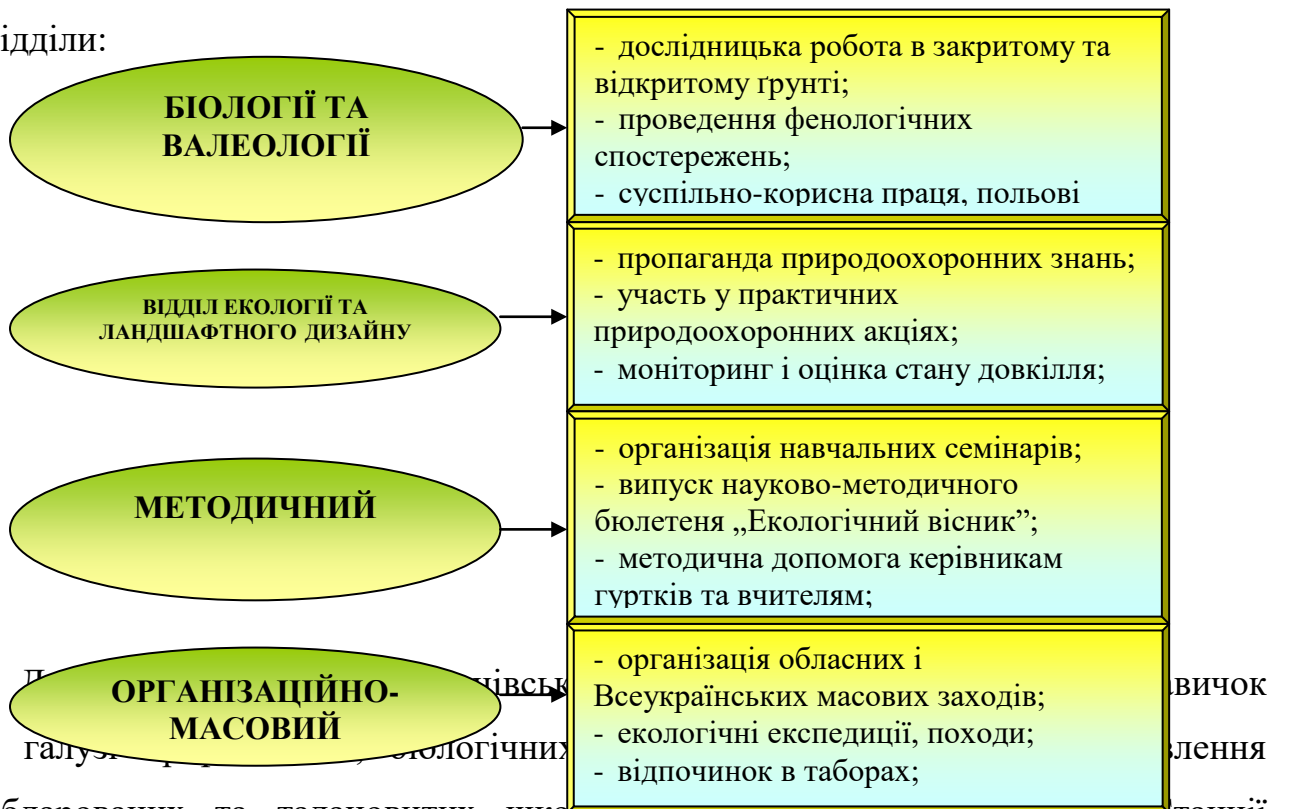 ідділи:
БІОЛОГІЇ ТА
ВАЛЕОЛОГІЇ
- дослідницька робота в закритому та
відкритому ґрунті;
- проведення фенологічних
спостережень;
- суспільно-корисна праця, польові
ВІДДІЛ ЕКОЛОГІЇ ТА
ЛАНДШАФТНОГО ДИЗАЙНУ
- пропаганда природоохоронних знань;
- участь у практичних
природоохоронних акціях;
- моніторинг і оцінка стану довкілля;
МЕТОДИЧНИЙ
- організація навчальних семінарів;
- випуск науково-методичного
бюлетеня „Екологічний вісник”;
- методична допомога керівникам
гуртків та вчителям;
ОРГАНІЗАЦІЙНО-
МАСОВИЙ
- організація обласних і
Всеукраїнських масових заходів;
- екологічні експедиції, походи;
- відпочинок в таборах;
авичок
влення